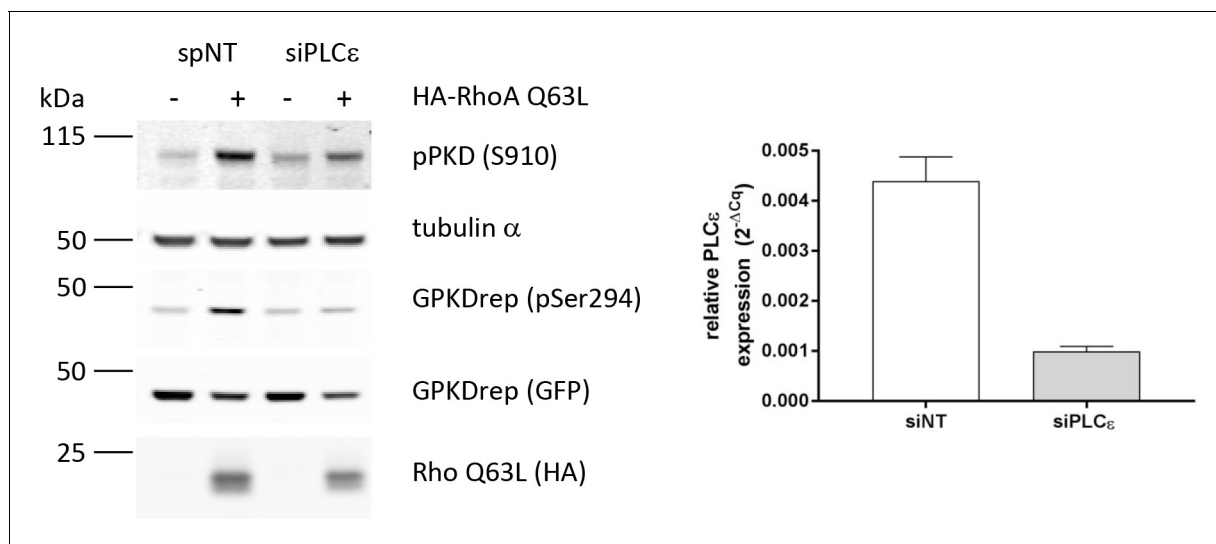 spNT siPLCε
kDa - + - + HA-RhoA Q63L
115
pPKD (S910)
tubulin α
50
50
GPKDrep (pSer294)
50
GPKDrep (GFP)
25
Rho Q63L (HA)
relative PLCε
expression (2^-ΔCq)
0.005
0.004
0.003
0.002
0.001
0.000
siNT siPLCε